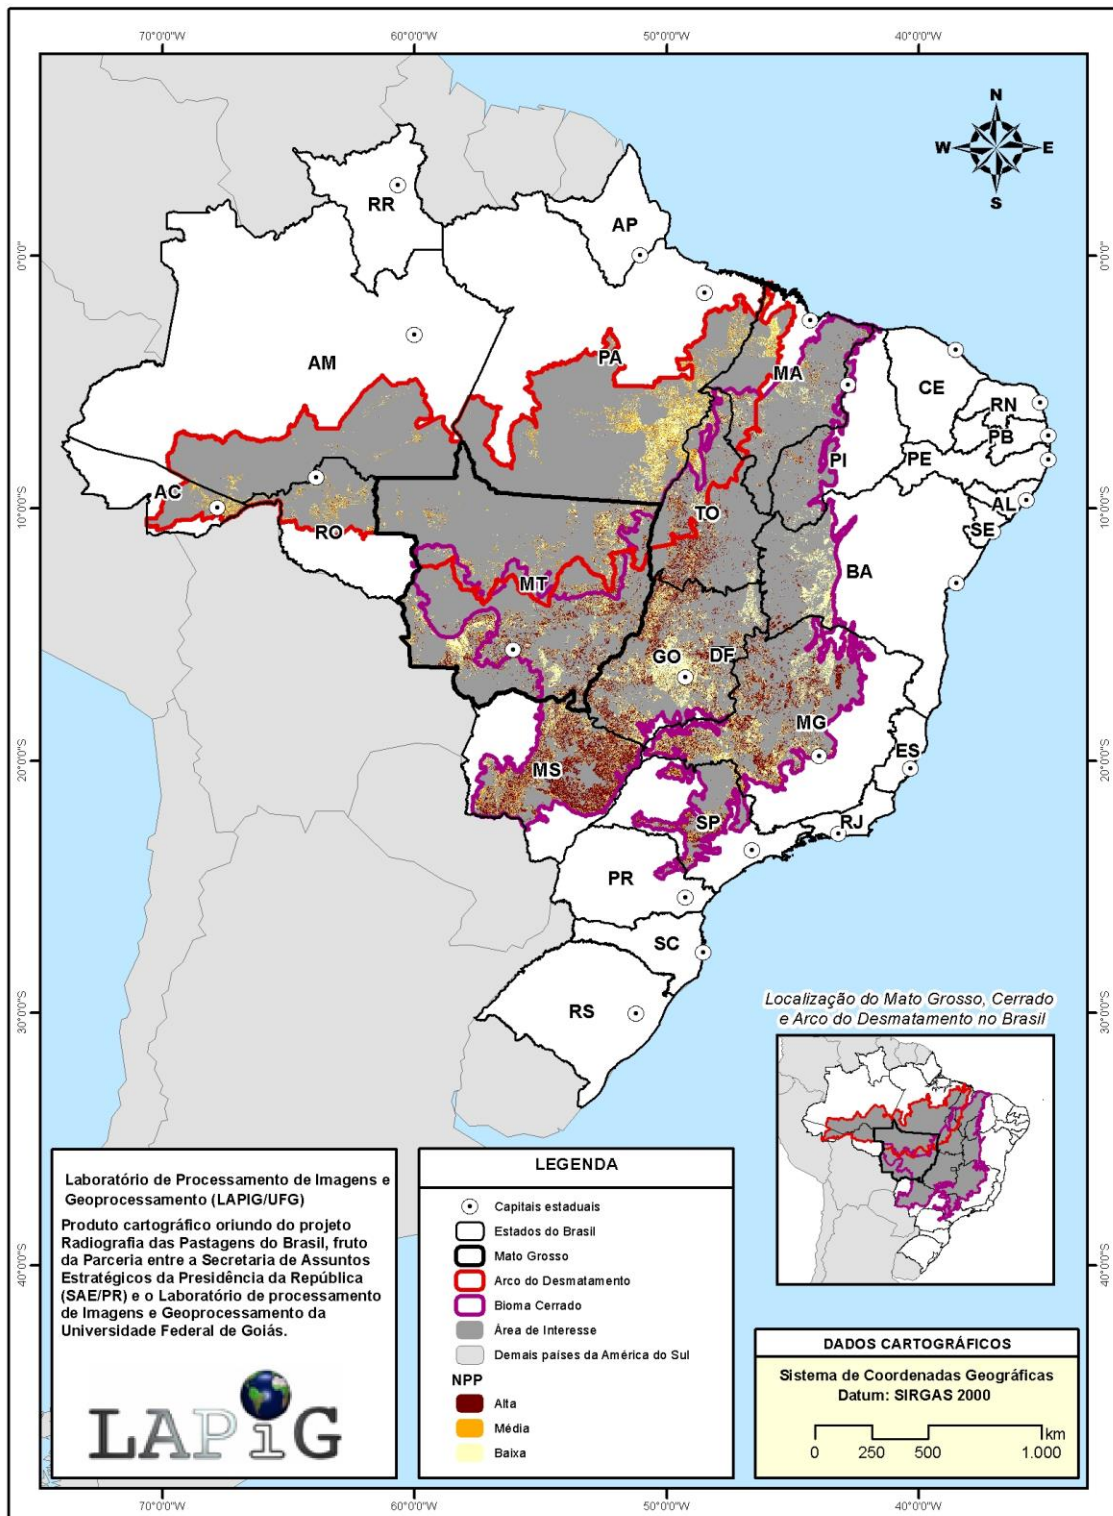 70°0'0"W
60°0'0"W
50°0'0"W
40°0'0"W
N
W
E
S
RR
AP
0°0'0"
0°0'0"
AM
PA
MA
CE
RN
PB
PE
PI
AC
AL
10°0'0"S
10°0'0"S
TO
SE
RO
BA
MT
GO
DF
MG
ES
20°0'0"S
20°0'0"S
MS
SP
RJ
PR
SC
RS
30°0'0"S
30°0'0"S
Localização do Mato Grosso, Cerrado
e Arco do Desmatamento no Brasil
Laboratório de Processamento de Imagens e
Geoprocessamento (LAPIG/UFG)
Produto cartográfico oriundo do projeto
Radiografia das Pastagens do Brasil, fruto
da Parceria entre a Secretaria de Assuntos
Estratégicos da Presidência da República
(SAE/PR) e o Laboratório de processamento
de Imagens e Geoprocessamento da
Universidade Federal de Goiás.
LAPiG
LEGENDA
Capitais estaduais
Estados do Brasil
Mato Grosso
Arco do Desmatamento
Bioma Cerrado
Área de Interesse
Demais países da América do Sul
NPP
Alta
Média
Baixa
40°0'0"S
40°0'0"S
DADOS CARTOGRÁFICOS
Sistema de Coordenadas Geográficas
Datum: SIRGAS 2000
km
0 250 500 1.000
70°0'0"W
60°0'0"W
50°0'0"W
40°0'0"W